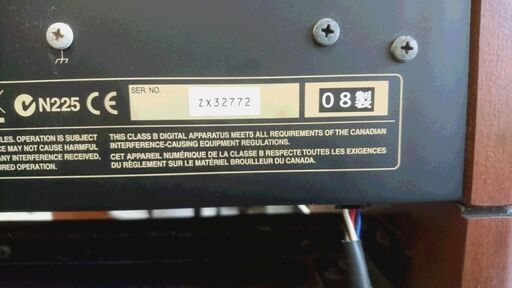 N225 CE
SER. NO.
ZX32772
08製
LES. OPERATION IS SUBJECT
CE MAY NOT CAUSE HARMFUL
ANY INTERFERENCE RECEIVED,
IRED OPERATION.
THIS CLASS B DIGITAL APPARATUS MEETS ALL REQUIREMENTS OF THE CANADIAN
INTERFERENCE-CAUSING EQUIPMENT REGULATIONS.
CET APPAREIL NUMÉRIQUE DE LA CLASSE B RESPECTE TOUTES LES EXIGENCES
DU RÈGLEMENT SUR LE MATÉRIEL BROUILLEUR DU CANADA.